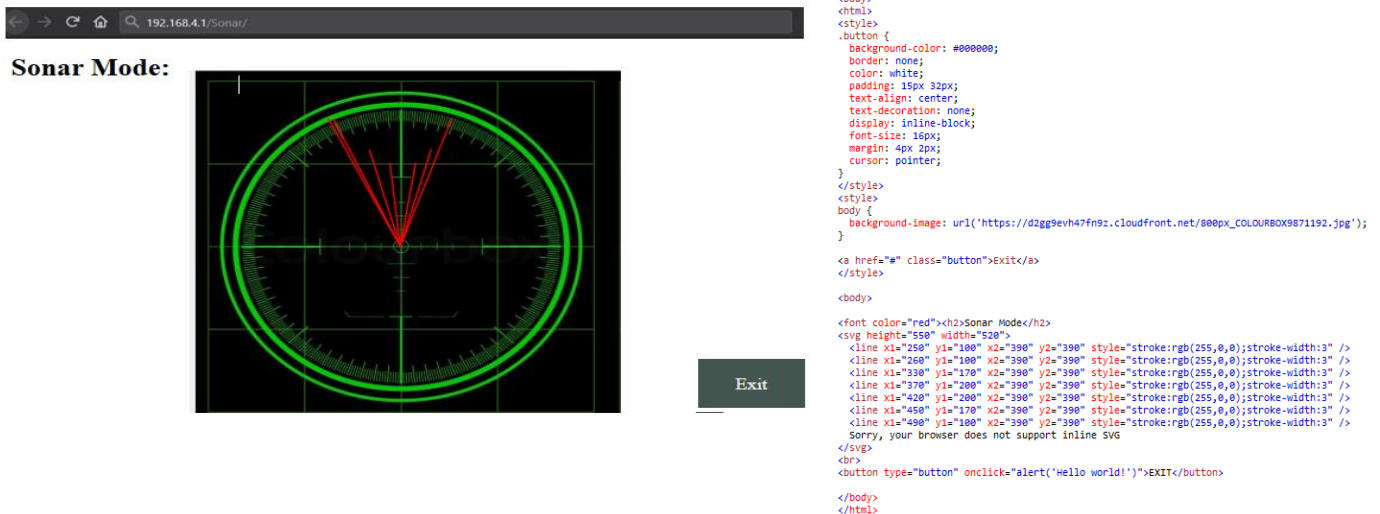 192.168.4.1/Sonar/
Sonar Mode:
colourbox
Exit
<body>
<html>
<style>
.button {
background-color: #000000;
border: none;
color: white;
padding: 15px 32px;
text-align: center;
text-decoration: none;
display: inline-block;
font-size: 16px;
margin: 4px 2px;
cursor: pointer;
}
</style>
<style>
body {
background-image: url('https://d2gg9evh47fn9z.cloudfront.net/800px_COLOURBOX9871192.jpg');
}
<a href="#" class="button">Exit</a>
</style>
<body>
<font color="red"><h2>Sonar Mode</h2>
<svg height="550" width="520">
<line x1="250" y1="100" x2="390" y2="390" style="stroke:rgb(255,0,0);stroke-width:3" />
<line x1="260" y1="100" x2="390" y2="390" style="stroke:rgb(255,0,0);stroke-width:3" />
<line x1="330" y1="170" x2="390" y2="390" style="stroke:rgb(255,0,0);stroke-width:3" />
<line x1="370" y1="200" x2="390" y2="390" style="stroke:rgb(255,0,0);stroke-width:3" />
<line x1="420" y1="200" x2="390" y2="390" style="stroke:rgb(255,0,0);stroke-width:3" />
<line x1="450" y1="170" x2="390" y2="390" style="stroke:rgb(255,0,0);stroke-width:3" />
<line x1="490" y1="100" x2="390" y2="390" style="stroke:rgb(255,0,0);stroke-width:3" />
Sorry, your browser does not support inline SVG
</svg>
<br>
<button type="button" onclick="alert('Hello world!')">EXIT</button>
</body>
</html>